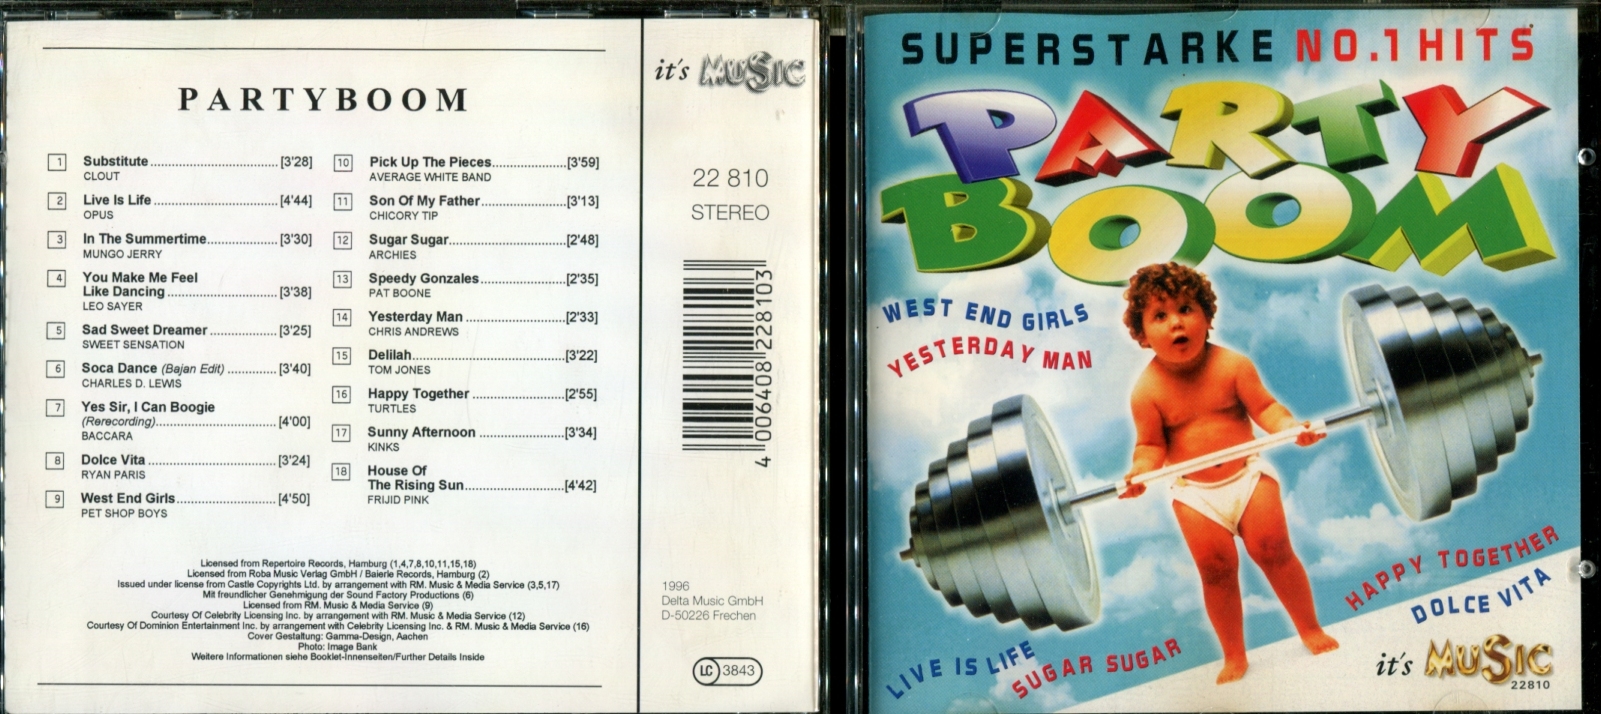 PARTYBOOM
1 Substitute [3'28]
CLOUT
2 Live Is Life [4'44]
OPUS
3 In The Summertime [3'30]
MUNGO JERRY
4 You Make Me Feel
Like Dancing [3'38]
LEO SAYER
5 Sad Sweet Dreamer [3'25]
SWEET SENSATION
6 Soca Dance (Bajan Edit) [3'40]
CHARLES D. LEWIS
7 Yes Sir, I Can Boogie
(Rerecording) [4'00]
BACCARA
8 Dolce Vita [3'24]
RYAN PARIS
9 West End Girls [4'50]
PET SHOP BOYS
10 Pick Up The Pieces [3'59]
AVERAGE WHITE BAND
11 Son Of My Father [3'13]
CHICORY TIP
12 Sugar Sugar [2'48]
ARCHIES
13 Speedy Gonzales [2'35]
PAT BOONE
14 Yesterday Man [2'33]
CHRIS ANDREWS
15 Delilah [3'22]
TOM JONES
16 Happy Together [2'55]
TURTLES
17 Sunny Afternoon [3'34]
KINKS
18 House Of
The Rising Sun [4'42]
FRIJID PINK
Licensed from Repertoire Records, Hamburg (1,4,7,8,10,11,15,18)
Licensed from Roba Music Verlag GmbH / Baierle Records, Hamburg (2)
Issued under license from Castle Copyrights Ltd. by arrangement with RM. Music & Media Service (3,5,17)
Mit freundlicher Genehmigung der Sound Factory Productions (6)
Licensed from RM. Music & Media Service (9)
Courtesy Of Celebrity Licensing Inc. by arrangement with RM. Music & Media Service (12)
Courtesy Of Dominion Entertainment Inc. by arrangement with Celebrity Licensing Inc. & RM. Music & Media Service (16)
Cover Gestaltung: Gamma-Design, Aachen
Photo: Image Bank
Weitere Informationen siehe Booklet-Innenseiten/Further Details Inside
it's MUSIC
22 810
STEREO
4 006408 228103
1996
Delta Music GmbH
D-50226 Frechen
LC 3843
SUPERSTARKE NO.1 HITS
PARTY
BOOM
WEST END GIRLS
YESTERDAY MAN
HAPPY TOGETHER
DOLCE VITA
LIVE IS LIFE
SUGAR SUGAR
it's MUSIC
22810